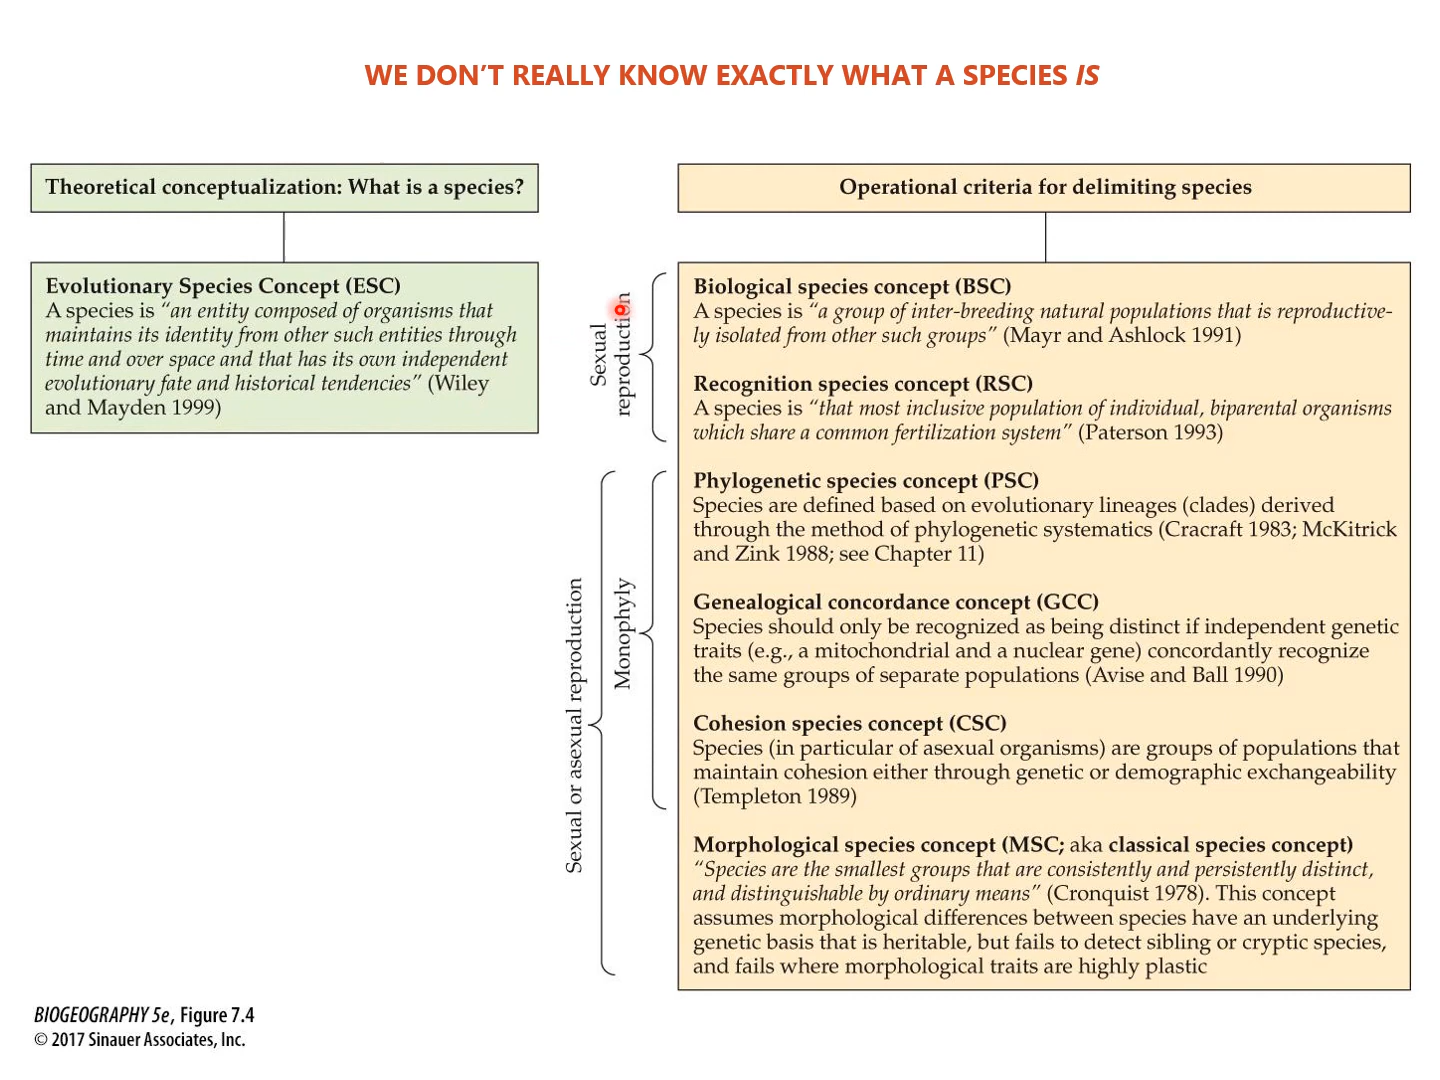 WE DON'T REALLY KNOW EXACTLY WHAT A SPECIES IS
Theoretical conceptualization: What is a species?
Evolutionary Species Concept (ESC)
A species is “an entity composed of organisms that
maintains its identity from other such entities through
time and over space and that has its own independent
evolutionary fate and historical tendencies” (Wiley
and Mayden 1999)
Operational criteria for delimiting species
Sexual
reproduction
Biological species concept (BSC)
A species is “a group of inter-breeding natural populations that is reproductive-
ly isolated from other such groups” (Mayr and Ashlock 1991)
Recognition species concept (RSC)
A species is “that most inclusive population of individual, biparental organisms
which share a common fertilization system” (Paterson 1993)
Sexual or asexual reproduction
Monophyly
Phylogenetic species concept (PSC)
Species are defined based on evolutionary lineages (clades) derived
through the method of phylogenetic systematics (Cracraft 1983; McKitrick
and Zink 1988; see Chapter 11)
Genealogical concordance concept (GCC)
Species should only be recognized as being distinct if independent genetic
traits (e.g., a mitochondrial and a nuclear gene) concordantly recognize
the same groups of separate populations (Avise and Ball 1990)
Cohesion species concept (CSC)
Species (in particular of asexual organisms) are groups of populations that
maintain cohesion either through genetic or demographic exchangeability
(Templeton 1989)
Morphological species concept (MSC; aka classical species concept)
“Species are the smallest groups that are consistently and persistently distinct,
and distinguishable by ordinary means” (Cronquist 1978). This concept
assumes morphological differences between species have an underlying
genetic basis that is heritable, but fails to detect sibling or cryptic species,
and fails where morphological traits are highly plastic
BIOGEOGRAPHY 5e, Figure 7.4
© 2017 Sinauer Associates, Inc.